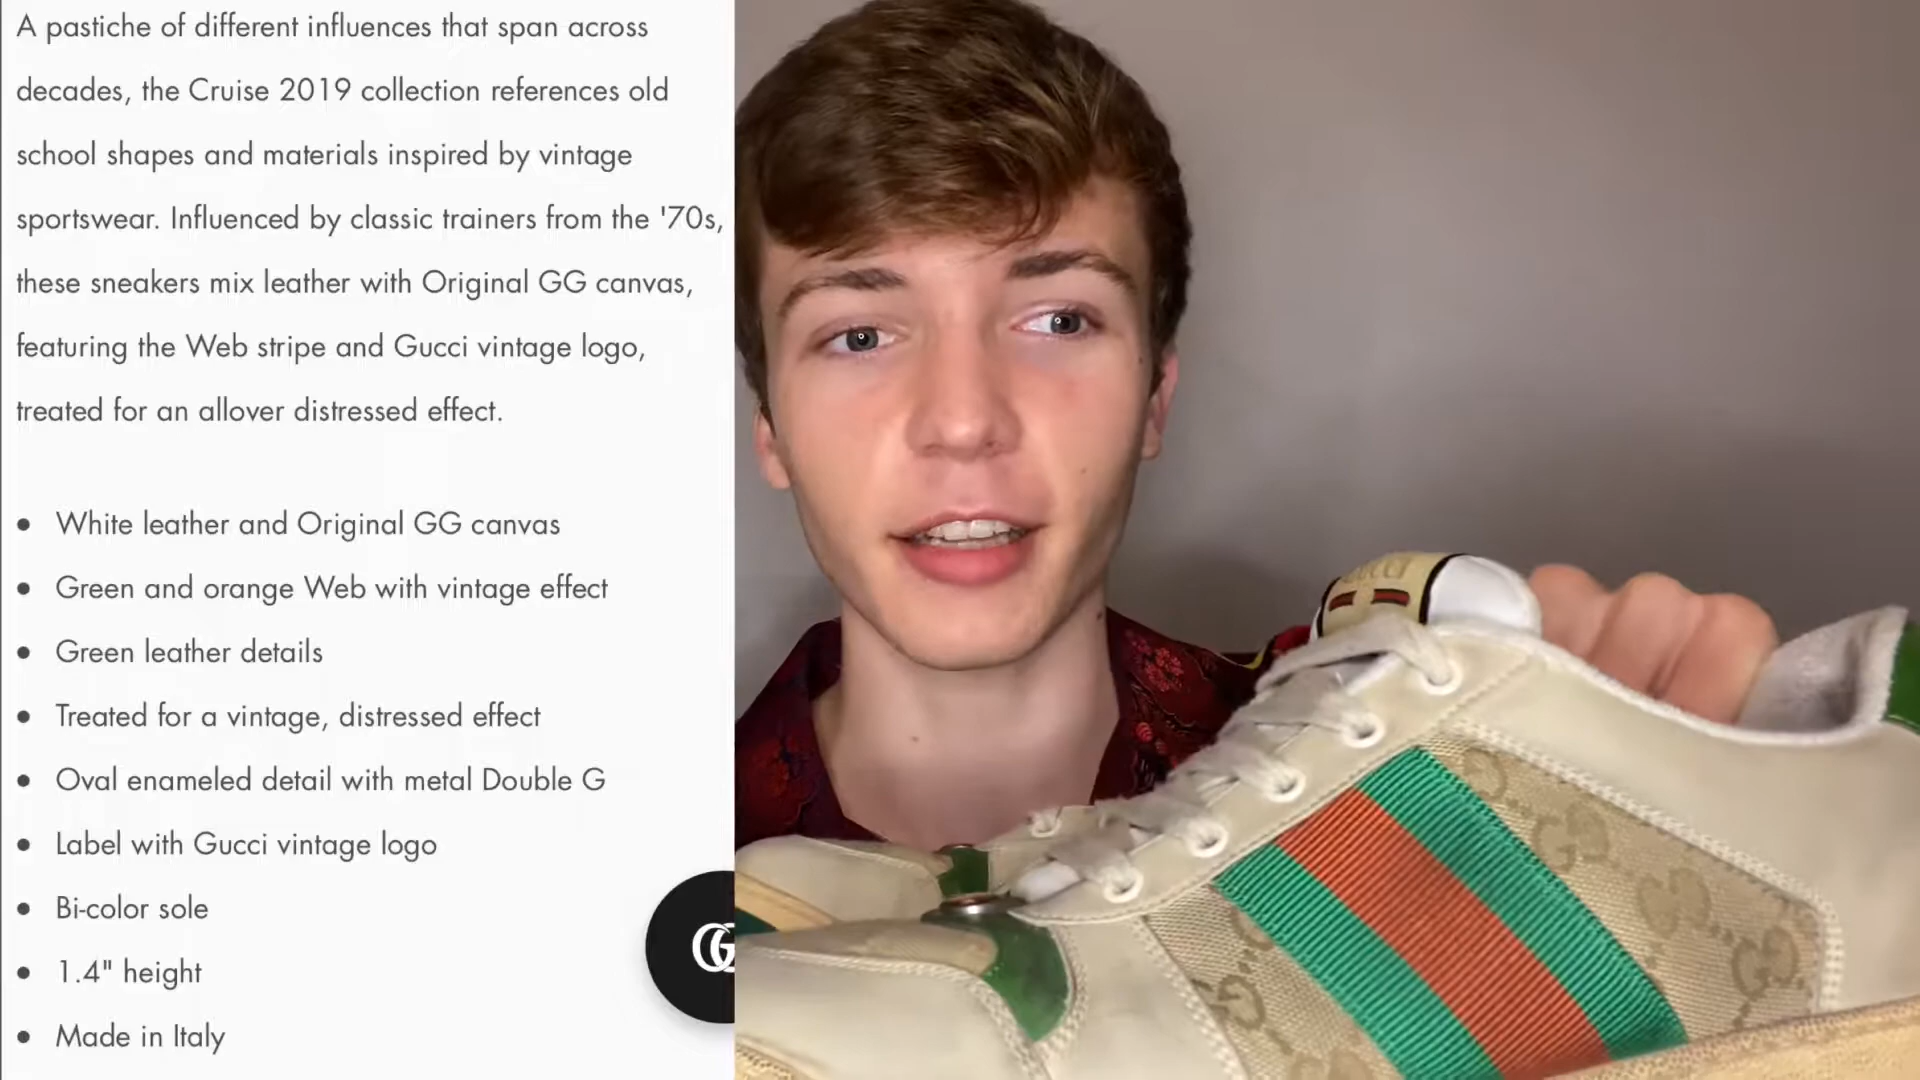 A pastiche of different influences that span across
decades, the Cruise 2019 collection references old
school shapes and materials inspired by vintage
sportswear. Influenced by classic trainers from the '70s,
these sneakers mix leather with Original GG canvas,
featuring the Web stripe and Gucci vintage logo,
treated for an allover distressed effect.
• White leather and Original GG canvas
• Green and orange Web with vintage effect
• Green leather details
• Treated for a vintage, distressed effect
• Oval enameled detail with metal Double G
• Label with Gucci vintage logo
• Bi-color sole
• 1.4" height
• Made in Italy
GG
GUCCI